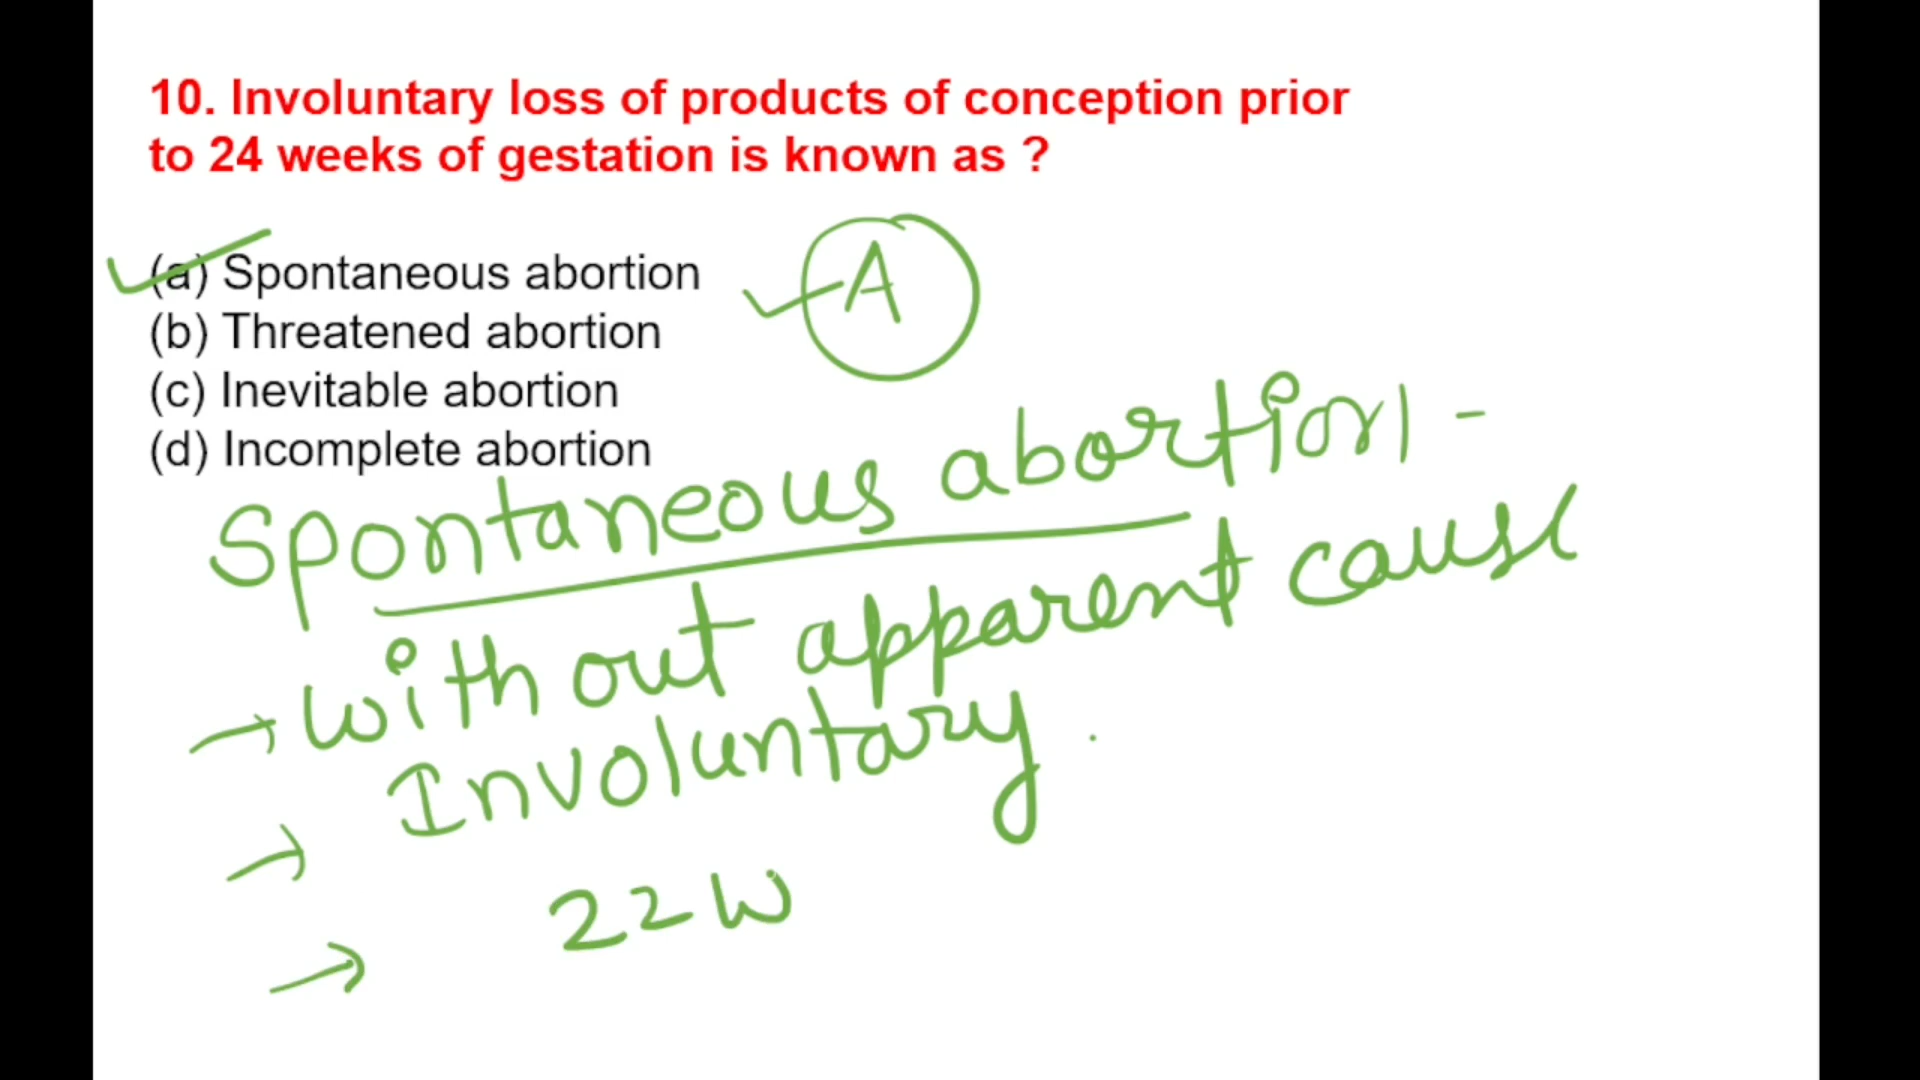 10. Involuntary loss of products of conception prior
to 24 weeks of gestation is known as ?
(a) Spontaneous abortion
(b) Threatened abortion
(c) Inevitable abortion
(d) Incomplete abortion
A
Spontaneous abortion -
→ without apparent cause
→ Involuntary.
→ 22W